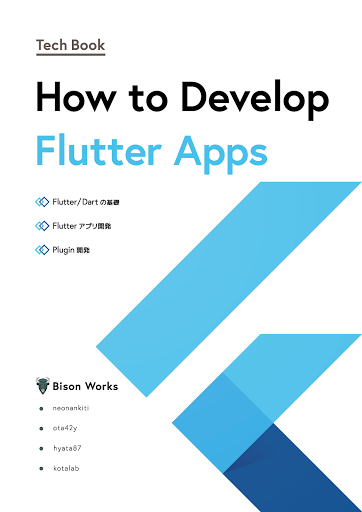 Tech Book
How to Develop
Flutter Apps
Flutter/Dart の基礎
Flutter アプリ開発
Plugin 開発
Bison Works
neonankiti
ota42y
hyata87
kotalab